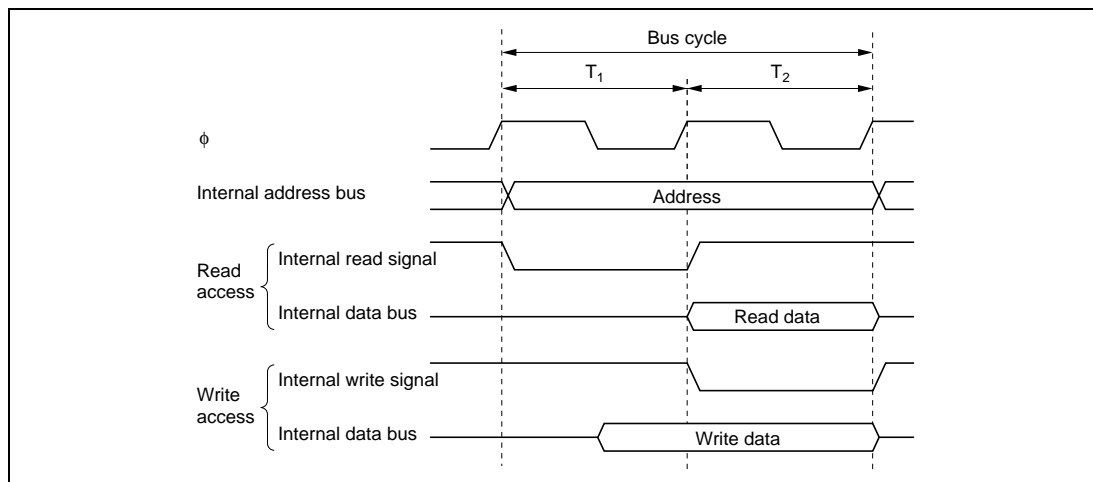 Bus cycle
T1 T2
ϕ
Internal address bus Address
Read access Internal read signal
Internal data bus Read data
Write access Internal write signal
Internal data bus Write data